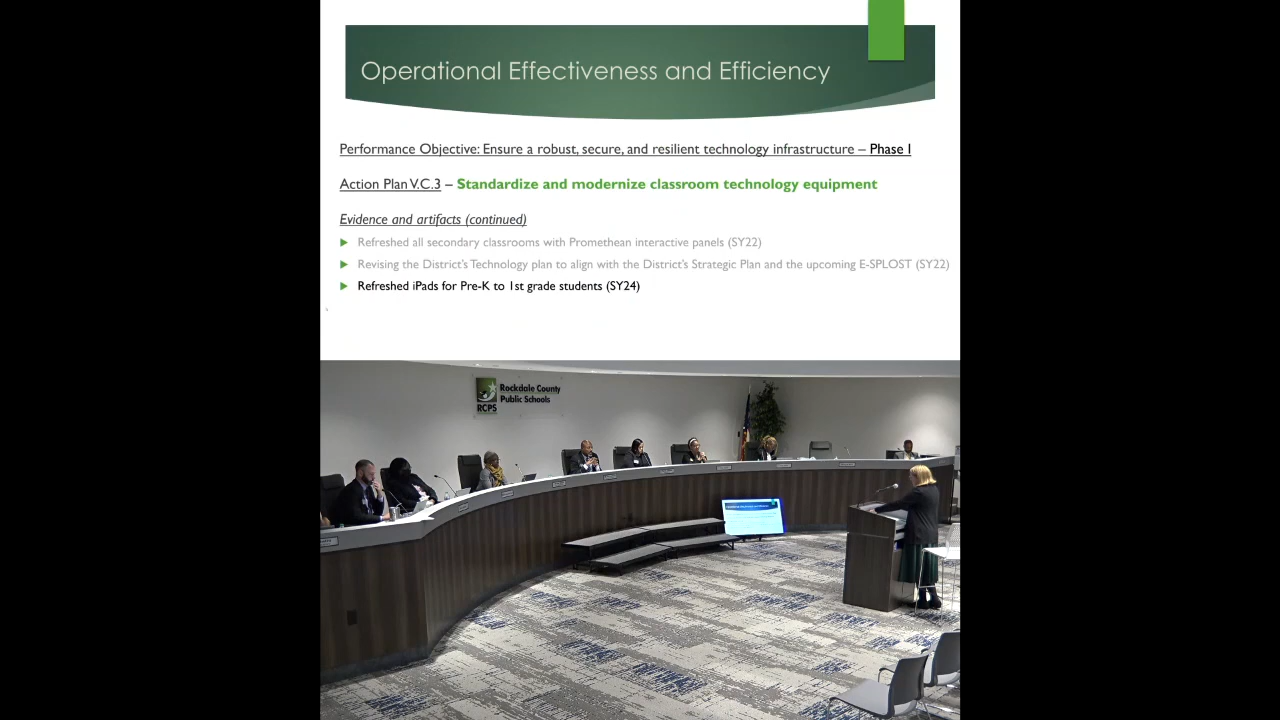 Operational Effectiveness and Efficiency
Performance Objective: Ensure a robust, secure, and resilient technology infrastructure – Phase I
Action Plan V.C.3 – Standardize and modernize classroom technology equipment
Evidence and artifacts (continued)
Refreshed all secondary classrooms with Promethean interactive panels (SY22)
Revising the District's Technology plan to align with the District's Strategic Plan and the upcoming E-SPLOST (SY22)
Refreshed iPads for Pre-K to 1st grade students (SY24)
Rockdale County
Public Schools
RCPS